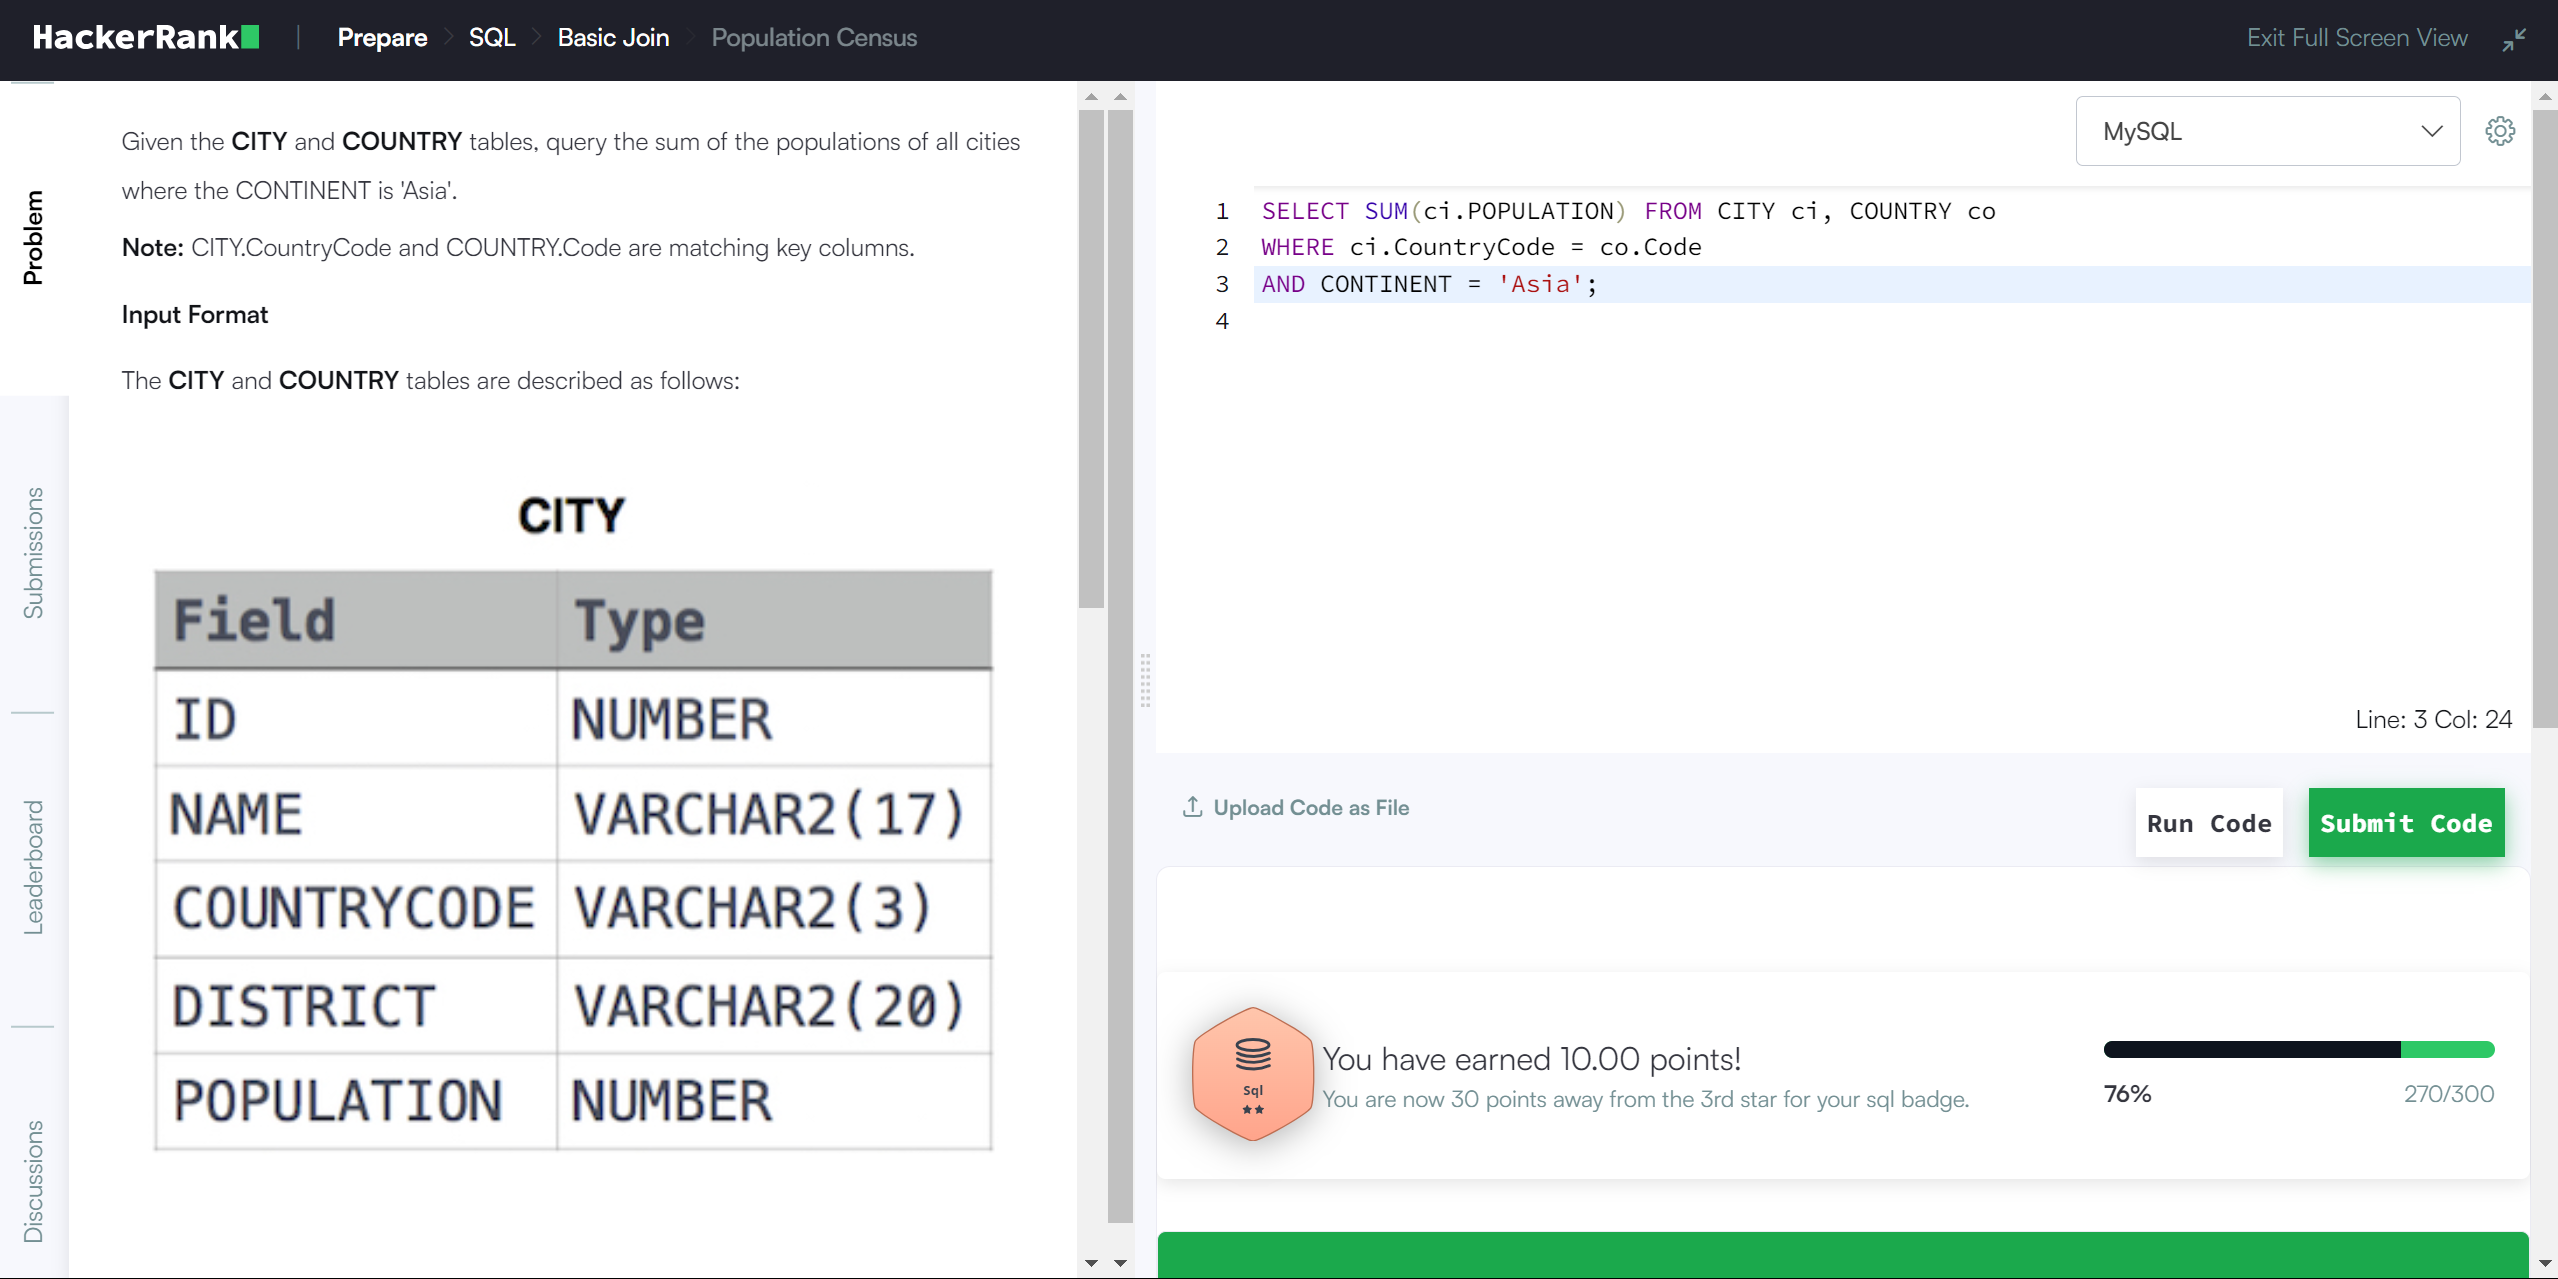 HackerRank | Prepare > SQL > Basic Join > Population Census
Exit Full Screen View
Problem
Submissions
Leaderboard
Discussions
Given the CITY and COUNTRY tables, query the sum of the populations of all cities
where the CONTINENT is 'Asia'.
Note: CITY.CountryCode and COUNTRY.Code are matching key columns.
Input Format
The CITY and COUNTRY tables are described as follows:
CITY
Field Type
ID NUMBER
NAME VARCHAR2(17)
COUNTRYCODE VARCHAR2(3)
DISTRICT VARCHAR2(20)
POPULATION NUMBER
MySQL
1 SELECT SUM(ci.POPULATION) FROM CITY ci, COUNTRY co
2 WHERE ci.CountryCode = co.Code
3 AND CONTINENT = 'Asia';
4
Line: 3 Col: 24
Upload Code as File
Run Code
Submit Code
Sql
You have earned 10.00 points!
You are now 30 points away from the 3rd star for your sql badge.
76%
270/300